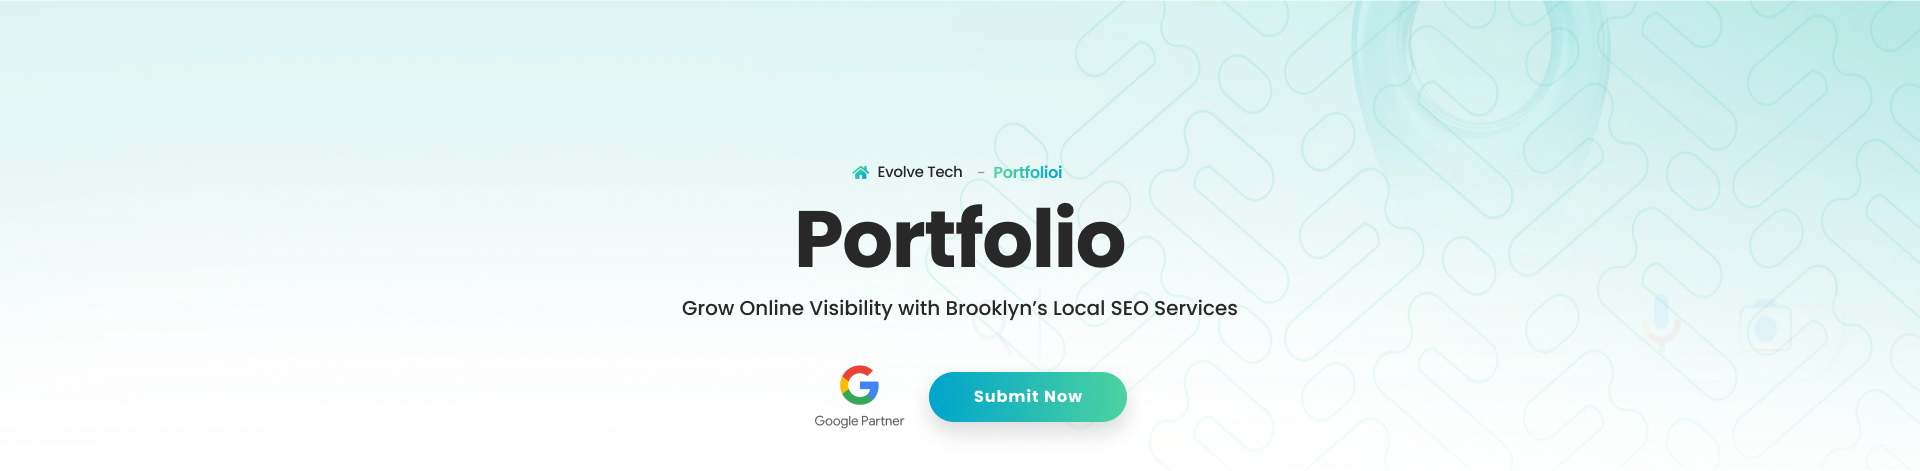 Evolve Tech – Portfolioi
Portfolio
Grow Online Visibility with Brooklyn’s Local SEO Services
Google Partner
Submit Now